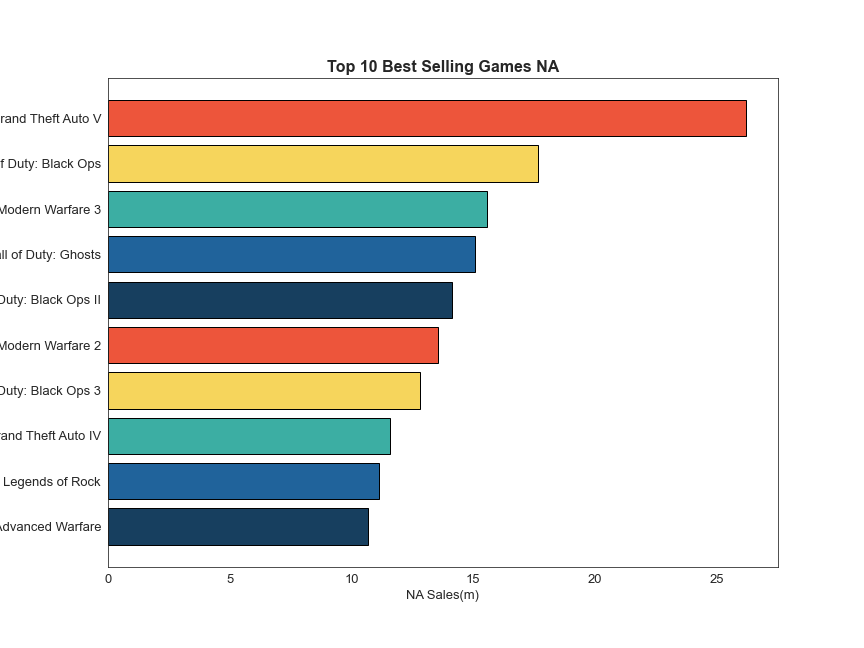 Top 10 Best Selling Games NA
rand Theft Auto V
f Duty: Black Ops
Modern Warfare 3
ll of Duty: Ghosts
Duty: Black Ops II
Modern Warfare 2
Duty: Black Ops 3
rand Theft Auto IV
Legends of Rock
Advanced Warfare
0 5 10 15 20 25
NA Sales(m)